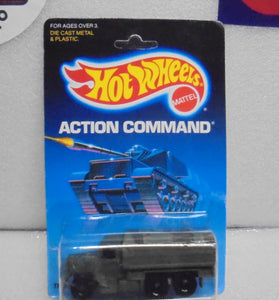 FOR AGES OVER 3.
DIE CAST METAL
& PLASTIC.
Hot Wheels
MATTEL
ACTION COMMAND